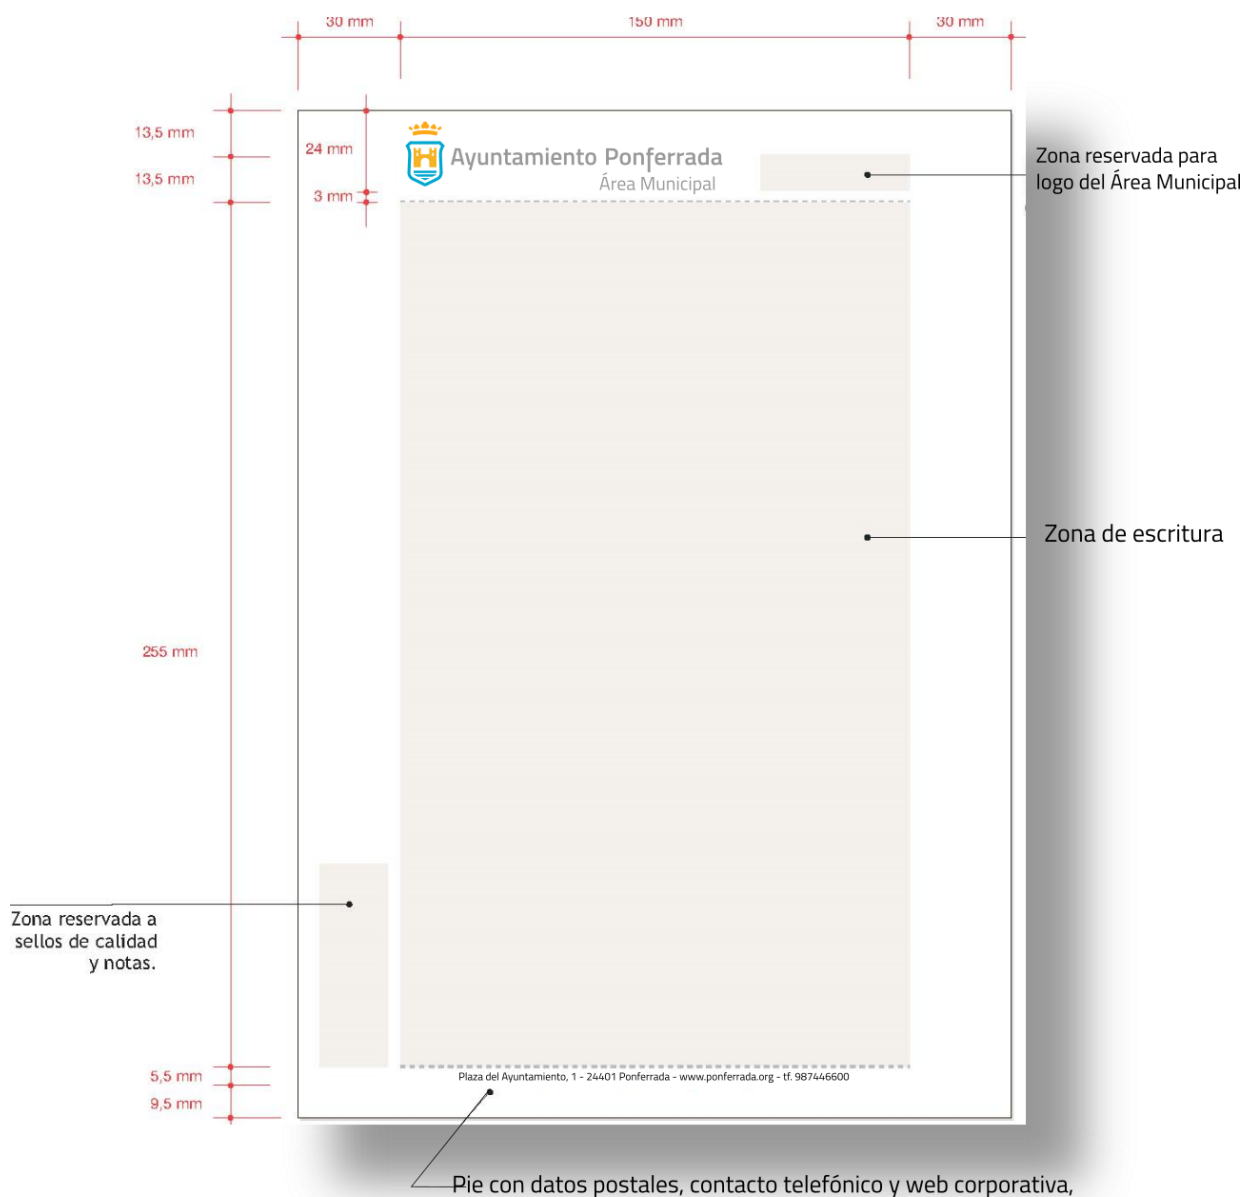 30 mm
150 mm
30 mm
13,5 mm
24 mm
Ayuntamiento Ponferrada
Zona reservada para
logo del Área Municipal
13,5 mm
Área Municipal
3 mm
Zona de escritura
255 mm
Zona reservada a
sellos de calidad
y notas.
5,5 mm
Plaza del Ayuntamiento, 1 - 24401 Ponferrada - www.ponferrada.org - tf. 987446600
9,5 mm
Pie con datos postales, contacto telefónico y web corporativa,